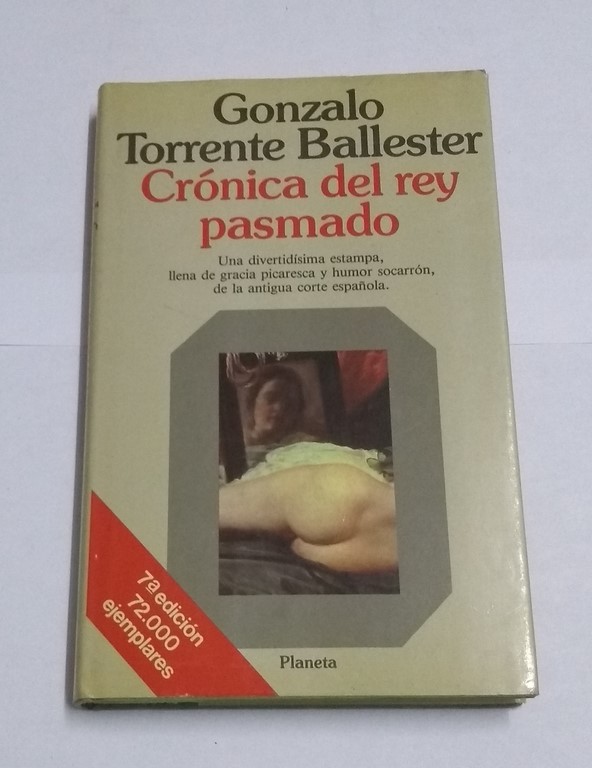 Gonzalo
Torrente Ballester
Crónica del rey
pasmado
Una divertidísima estampa,
llena de gracia picaresca y humor socarrón,
de la antigua corte española.
7ª edición
72.000
ejemplares
Planeta